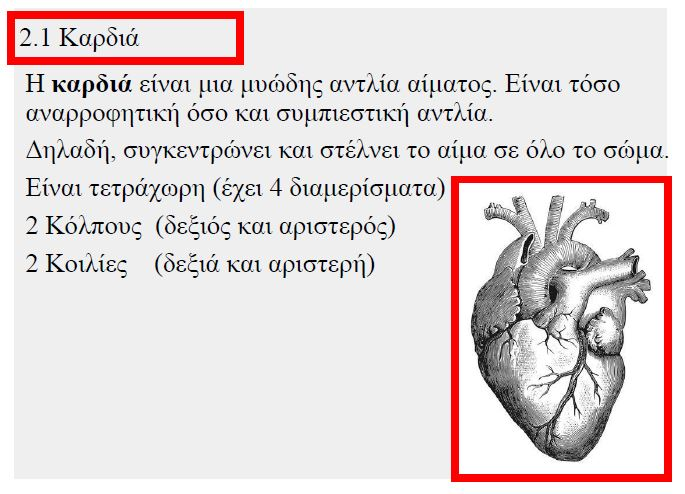 2.1 Καρδιά
Η καρδιά είναι μια μυώδης αντλία αίματος. Είναι τόσο
αναρροφητική όσο και συμπιεστική αντλία.
Δηλαδή, συγκεντρώνει και στέλνει το αίμα σε όλο το σώμα.
Είναι τετράχωρη (έχει 4 διαμερίσματα)
2 Κόλπους (δεξιός και αριστερός)
2 Κοιλίες (δεξιά και αριστερή)